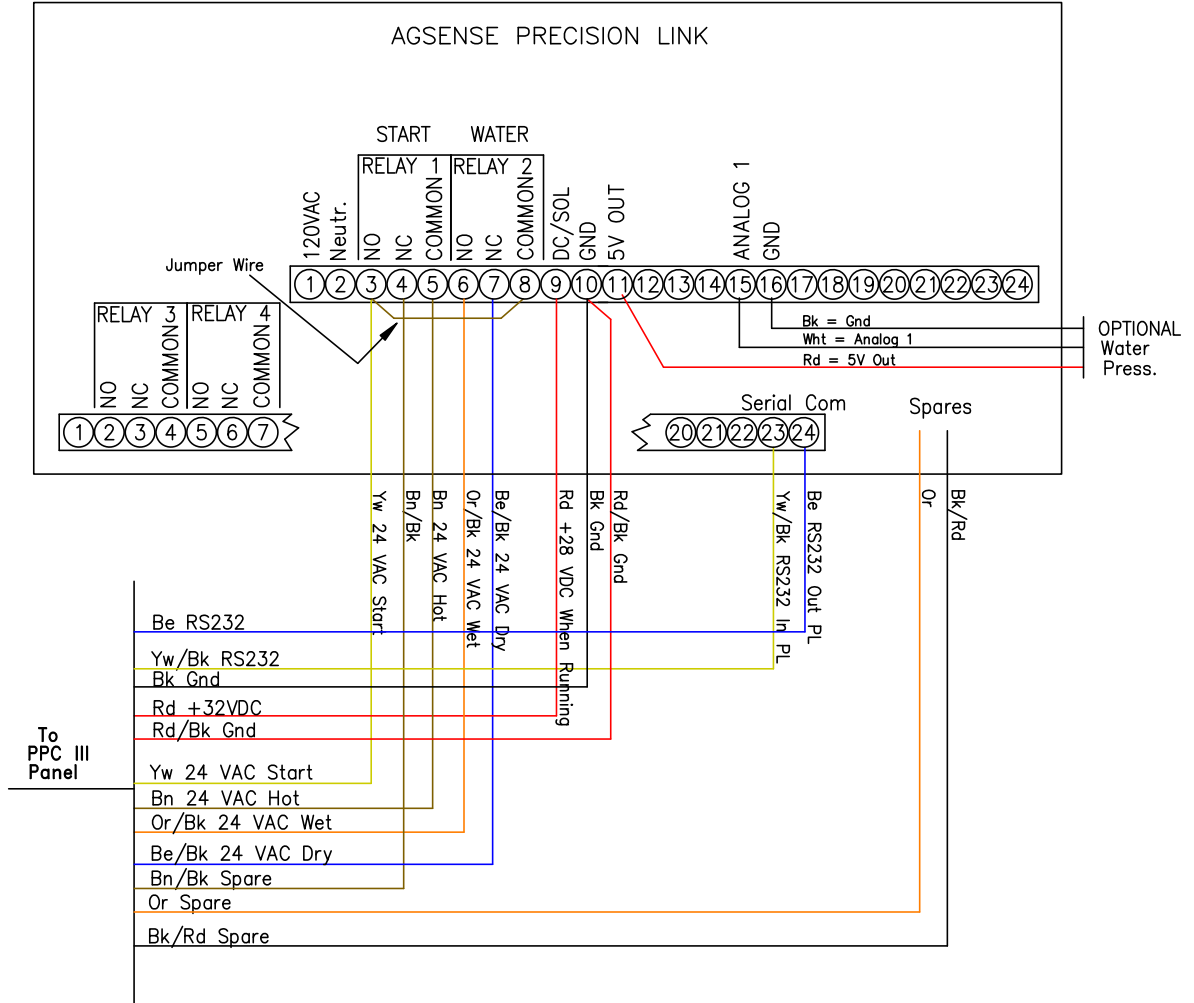 AGSENSE PRECISION LINK
START WATER
RELAY 1 RELAY 2
120VAC
Neutr.
NO
NC
COMMON
NO
NC
COMMON
DC/SOL
GND
5V OUT
ANALOG 1
GND
Jumper Wire
1 2 3 4 5 6 7 8 9 10 11 12 13 14 15 16 17 18 19 20 21 22 23 24
RELAY 3 RELAY 4
NO
NC
COMMON
NO
NC
COMMON
1 2 3 4 5 6 7
Bk = Gnd
Wht = Analog 1
Rd = 5V Out
OPTIONAL
Water
Press.
Serial Com
20 21 22 23 24
Spares
Yw 24 VAC Start
Bn/Bk
Bn 24 VAC Hot
Or/Bk 24 VAC Wet
Be/Bk 24 VAC Dry
Rd +28 VDC When Running
Bk Gnd
Rd/Bk Gnd
Yw/Bk RS232 In PL
Be RS232 Out PL
Or
Bk/Rd
Be RS232
Yw/Bk RS232
Bk Gnd
Rd +32VDC
Rd/Bk Gnd
To
PPC III
Panel
Yw 24 VAC Start
Bn 24 VAC Hot
Or/Bk 24 VAC Wet
Be/Bk 24 VAC Dry
Bn/Bk Spare
Or Spare
Bk/Rd Spare